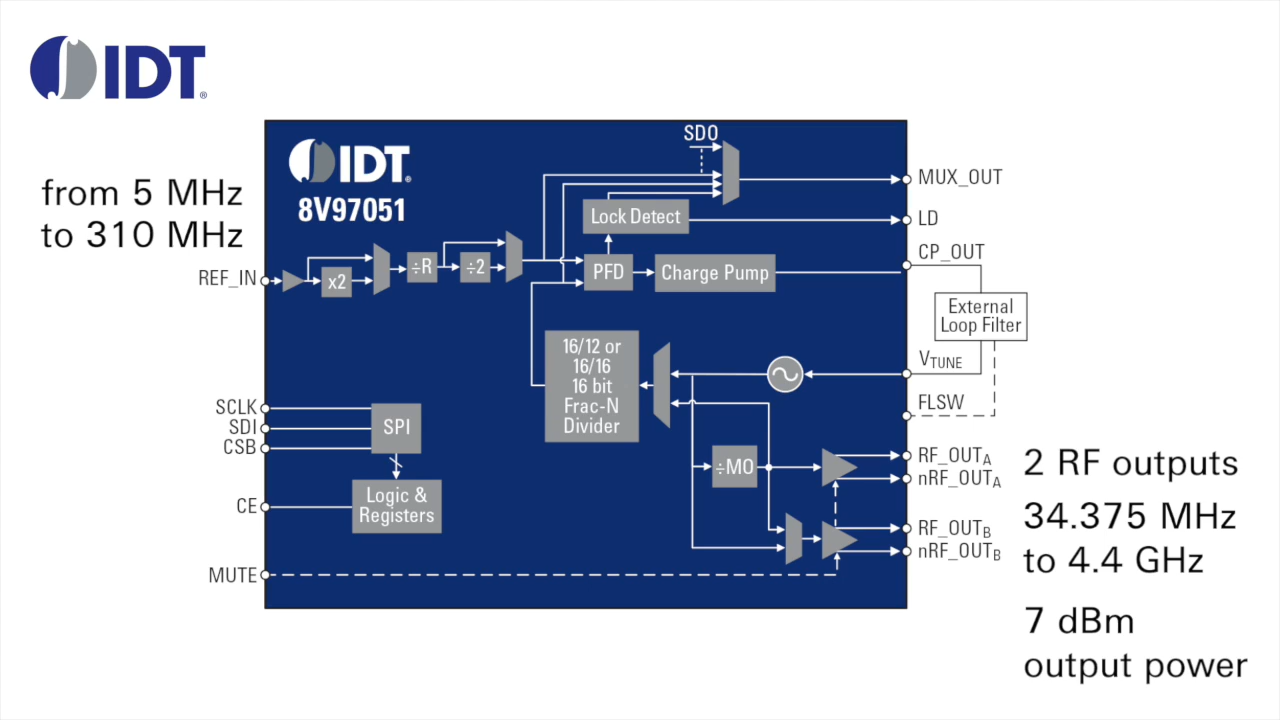 IDT®
from 5 MHz
to 310 MHz
IDT®
8V97051
SDO
MUX_OUT
Lock Detect
LD
CP_OUT
REF_IN
x2
÷R
÷2
PFD
Charge Pump
External
Loop Filter
16/12 or
16/16
16 bit
Frac-N
Divider
VTUNE
FLSW
SCLK
SDI
CSB
SPI
÷MO
RF_OUTA
nRF_OUTA
2 RF outputs
34.375 MHz
to 4.4 GHz
CE
Logic &
Registers
RF_OUTB
nRF_OUTB
MUTE
7 dBm
output power